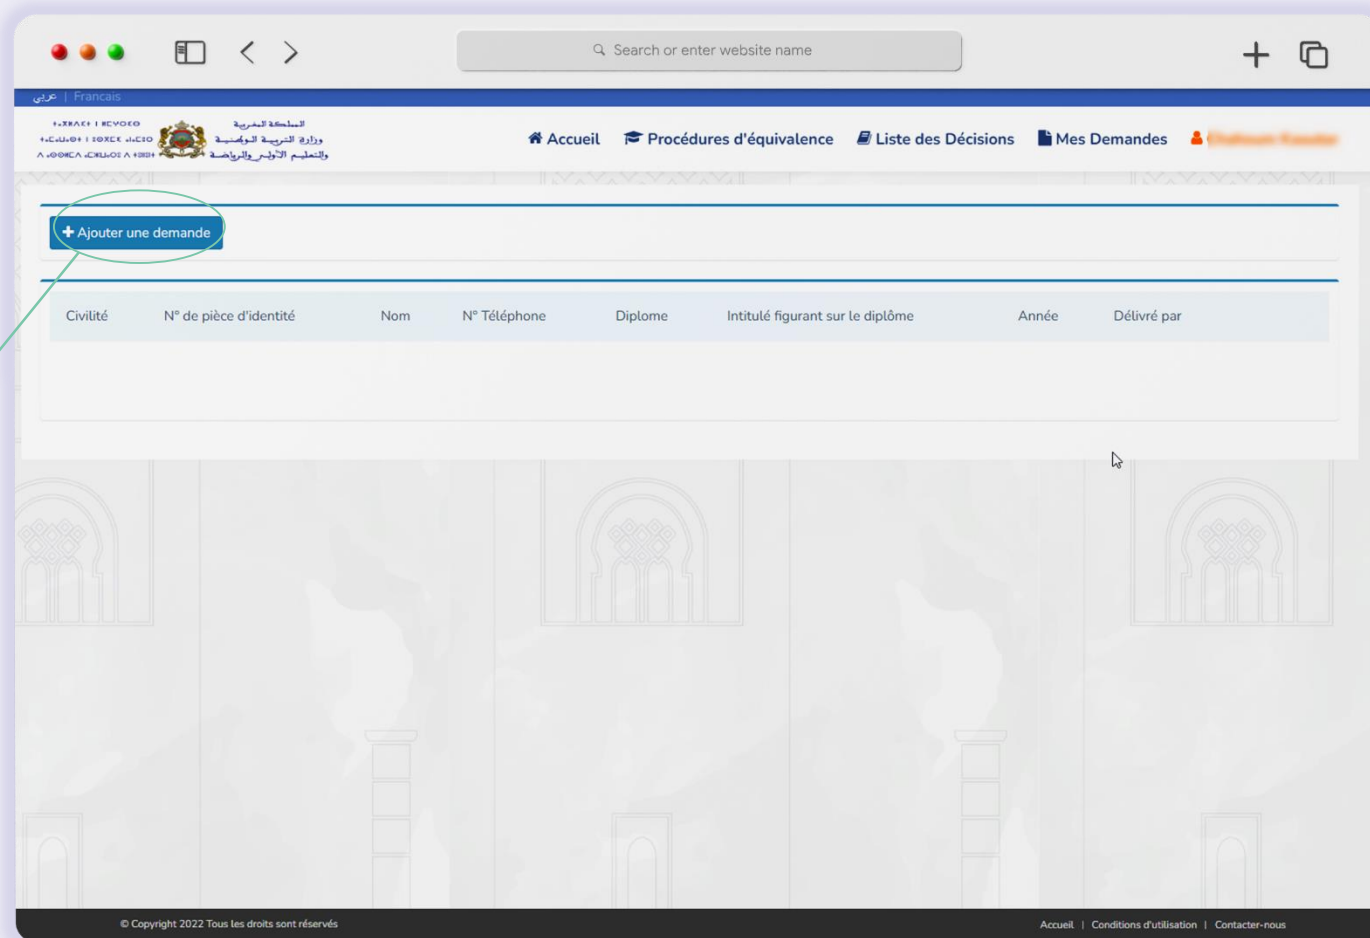 Search or enter website name
عربي | Francais
ⵜⴰⴳⵍⴷⵉⵜ ⵏ ⵍⵎⵖⵔⵉⴱ
المملكة المغربية
وزارة التربية الوطنية
والتعليم الأولي والرياضة
Accueil Procédures d'équivalence Liste des Décisions Mes Demandes
Ajouter une demande
Civilité N° de pièce d'identité Nom N° Téléphone Diplome Intitulé figurant sur le diplôme Année Délivré par
© Copyright 2022 Tous les droits sont réservés
Accueil | Conditions d'utilisation | Contacter-nous